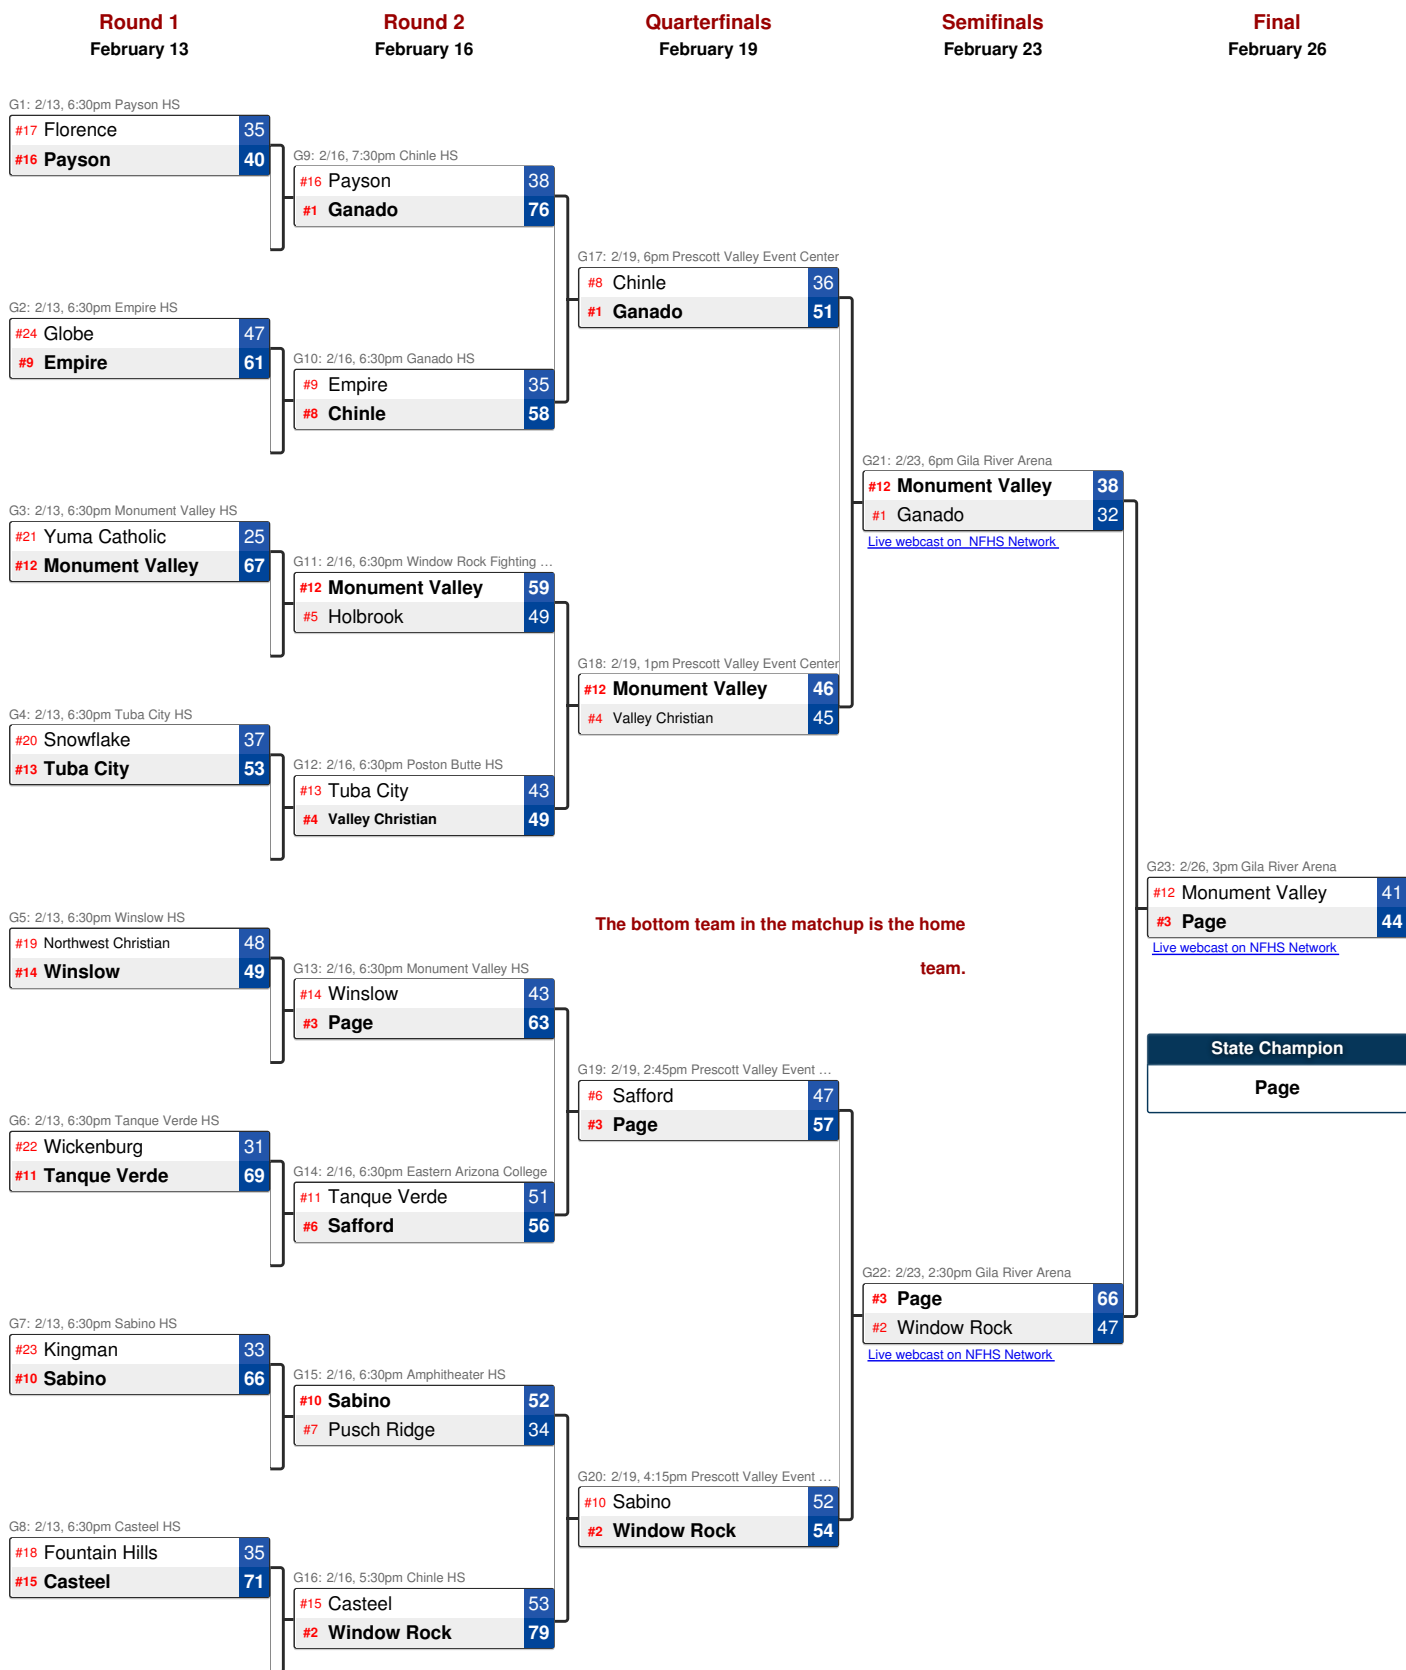 Round 1
February 13
Round 2
February 16
Quarterfinals
February 19
Semifinals
February 23
Final
February 26
G1: 2/13, 6:30pm Payson HS
#17 Florence 35
#16 Payson 40
G2: 2/13, 6:30pm Empire HS
#24 Globe 47
#9 Empire 61
G3: 2/13, 6:30pm Monument Valley HS
#21 Yuma Catholic 25
#12 Monument Valley 67
G4: 2/13, 6:30pm Tuba City HS
#20 Snowflake 37
#13 Tuba City 53
G5: 2/13, 6:30pm Winslow HS
#19 Northwest Christian 48
#14 Winslow 49
G6: 2/13, 6:30pm Tanque Verde HS
#22 Wickenburg 31
#11 Tanque Verde 69
G7: 2/13, 6:30pm Sabino HS
#23 Kingman 33
#10 Sabino 66
G8: 2/13, 6:30pm Casteel HS
#18 Fountain Hills 35
#15 Casteel 71
G9: 2/16, 7:30pm Chinle HS
#16 Payson 38
#1 Ganado 76
G10: 2/16, 6:30pm Ganado HS
#9 Empire 35
#8 Chinle 58
G11: 2/16, 6:30pm Window Rock Fighting ...
#12 Monument Valley 59
#5 Holbrook 49
G12: 2/16, 6:30pm Poston Butte HS
#13 Tuba City 43
#4 Valley Christian 49
G13: 2/16, 6:30pm Monument Valley HS
#14 Winslow 43
#3 Page 63
G14: 2/16, 6:30pm Eastern Arizona College
#11 Tanque Verde 51
#6 Safford 56
G15: 2/16, 6:30pm Amphitheater HS
#10 Sabino 52
#7 Pusch Ridge 34
G16: 2/16, 5:30pm Chinle HS
#15 Casteel 53
#2 Window Rock 79
G17: 2/19, 6pm Prescott Valley Event Center
#8 Chinle 36
#1 Ganado 51
G18: 2/19, 1pm Prescott Valley Event Center
#12 Monument Valley 46
#4 Valley Christian 45
The bottom team in the matchup is the home
team.
G19: 2/19, 2:45pm Prescott Valley Event ...
#6 Safford 47
#3 Page 57
G20: 2/19, 4:15pm Prescott Valley Event ...
#10 Sabino 52
#2 Window Rock 54
G21: 2/23, 6pm Gila River Arena
#12 Monument Valley 38
#1 Ganado 32
Live webcast on NFHS Network
G22: 2/23, 2:30pm Gila River Arena
#3 Page 66
#2 Window Rock 47
Live webcast on NFHS Network
G23: 2/26, 3pm Gila River Arena
#12 Monument Valley 41
#3 Page 44
Live webcast on NFHS Network
State Champion
Page